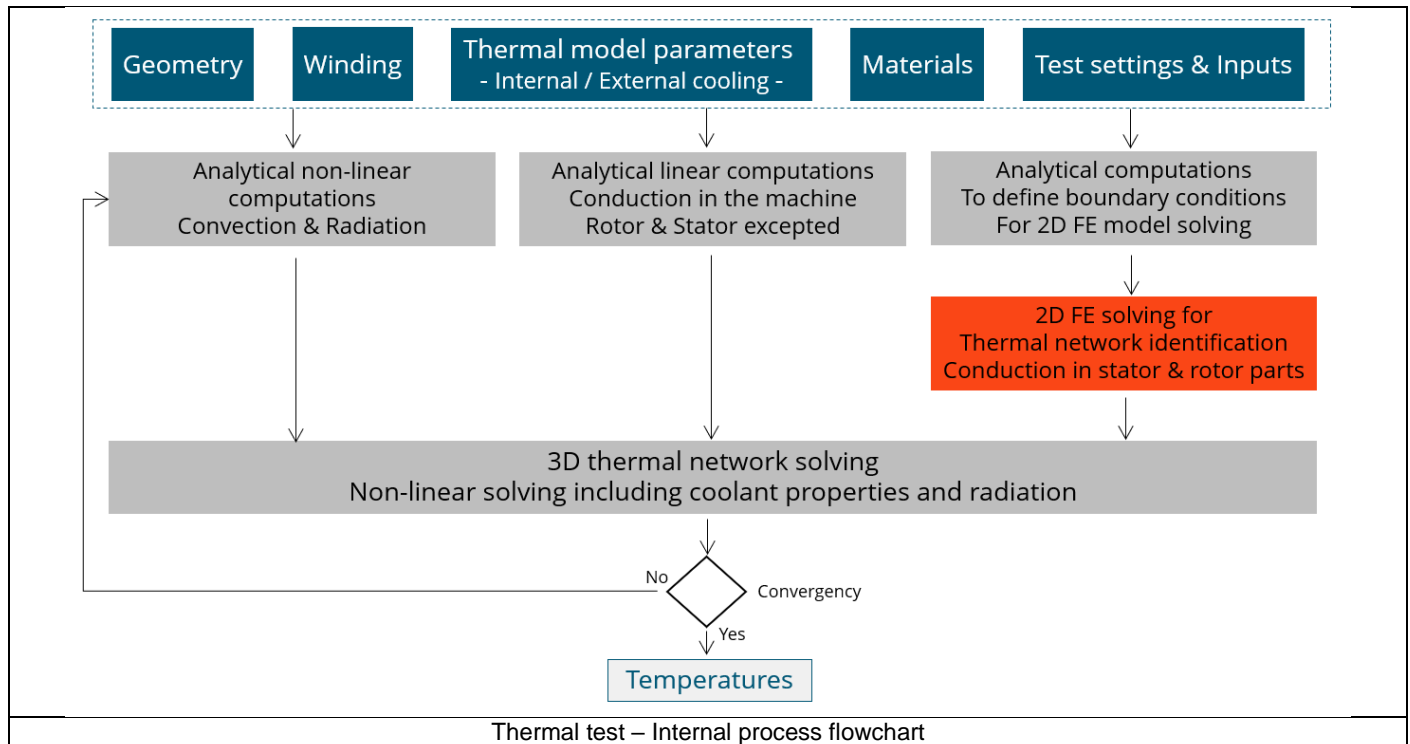 Geometry
Winding
Thermal model parameters
- Internal / External cooling -
Materials
Test settings & Inputs
Analytical non-linear
computations
Convection & Radiation
Analytical linear computations
Conduction in the machine
Rotor & Stator excepted
Analytical computations
To define boundary conditions
For 2D FE model solving
2D FE solving for
Thermal network identification
Conduction in stator & rotor parts
3D thermal network solving
Non-linear solving including coolant properties and radiation
No
Convergency
Yes
Temperatures
Thermal test – Internal process flowchart